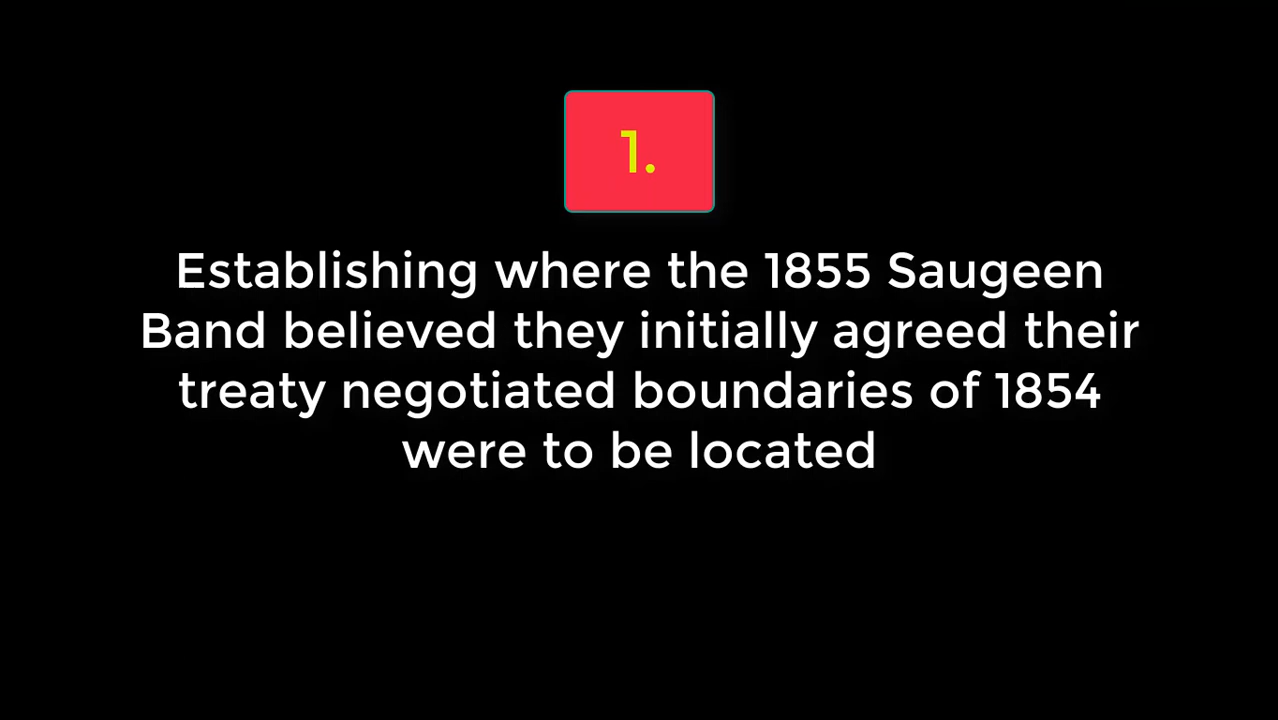 1.
Establishing where the 1855 Saugeen
Band believed they initially agreed their
treaty negotiated boundaries of 1854
were to be located